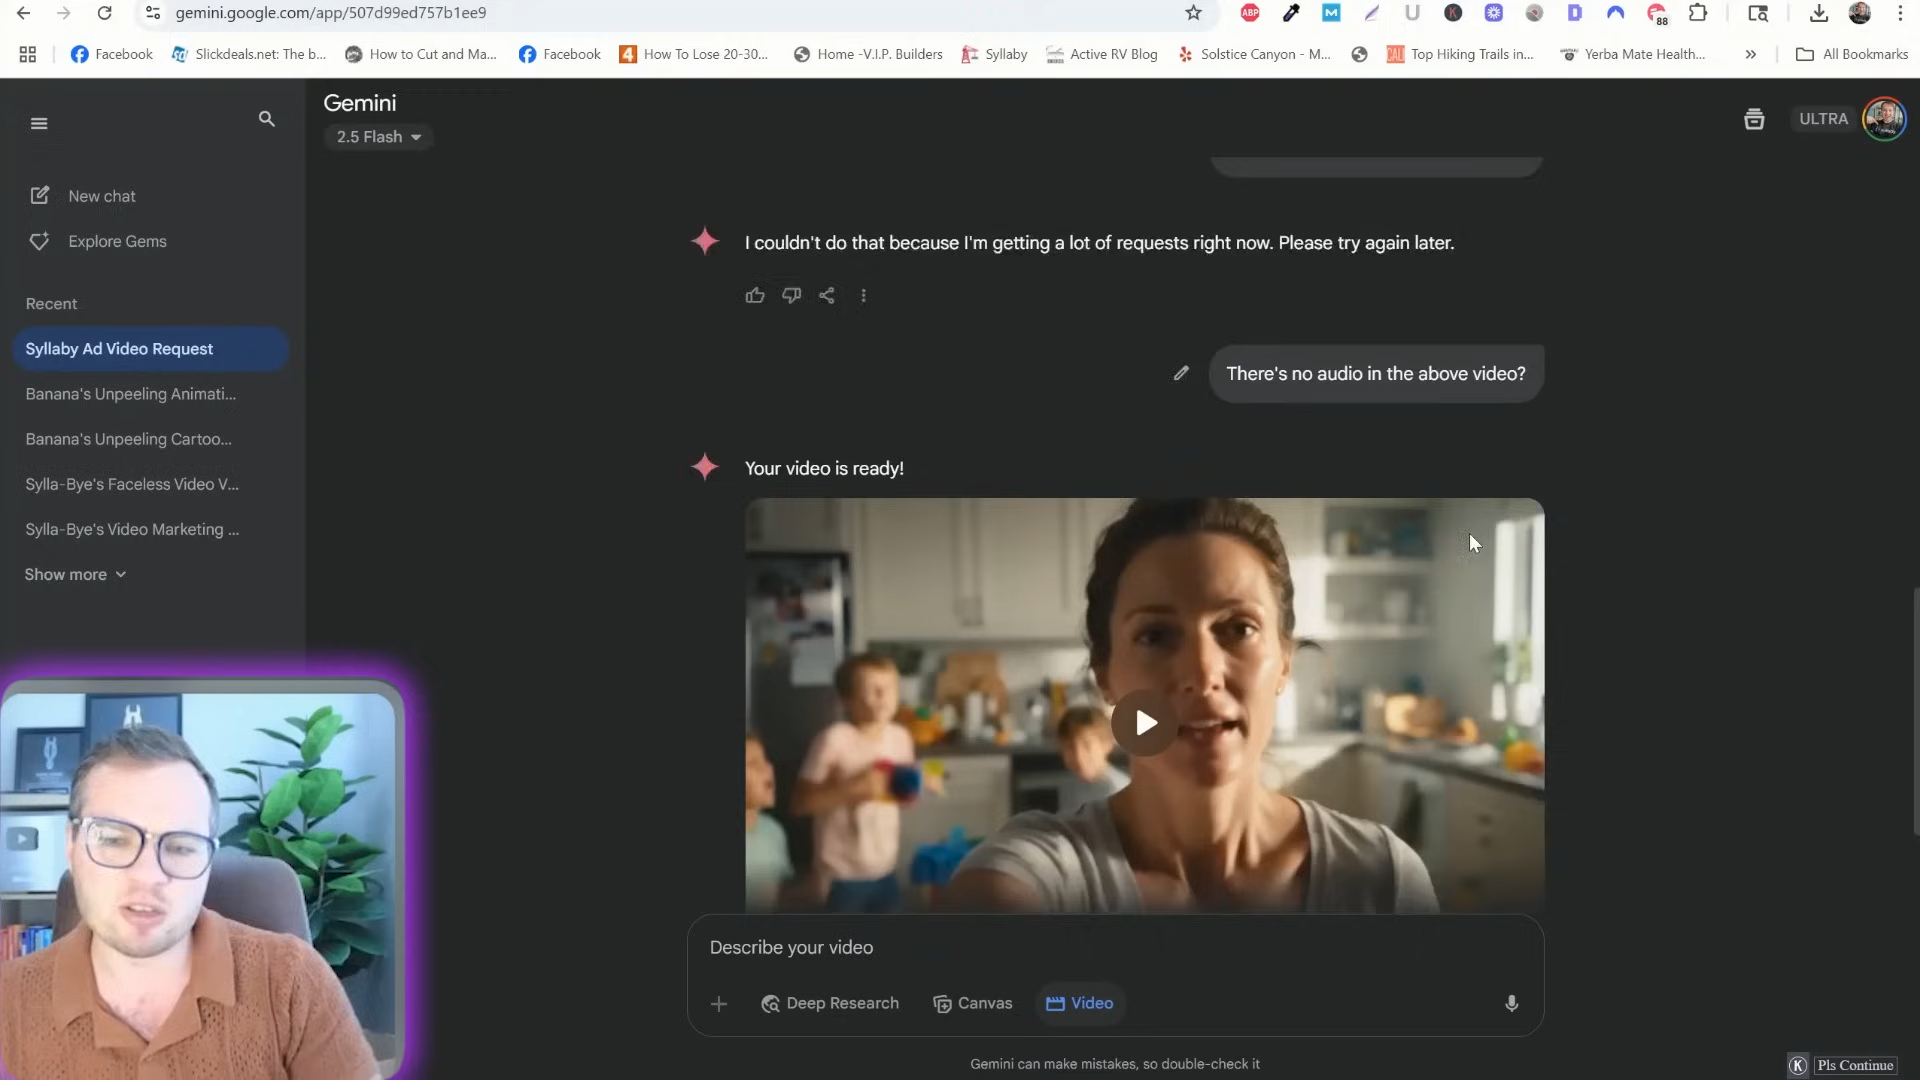 gemini.google.com/app/507d99ed757b1ee9
ABP
M
U
K
D
88
Facebook
Slickdeals.net: The b...
How to Cut and Ma...
Facebook
4
How To Lose 20-30...
Home -V.I.P. Builders
Syllaby
Active RV Blog
Solstice Canyon - M...
CALI
Top Hiking Trails in...
Yerba Mate Health...
»
All Bookmarks
Gemini
2.5 Flash
ULTRA
New chat
Explore Gems
Recent
Syllaby Ad Video Request
Banana's Unpeeling Animati...
Banana's Unpeeling Cartoo...
Sylla-Bye's Faceless Video V...
Sylla-Bye's Video Marketing ...
Show more
I couldn't do that because I'm getting a lot of requests right now. Please try again later.
There's no audio in the above video?
Your video is ready!
Describe your video
Deep Research
Canvas
Video
Gemini can make mistakes, so double-check it
K Pls Continue